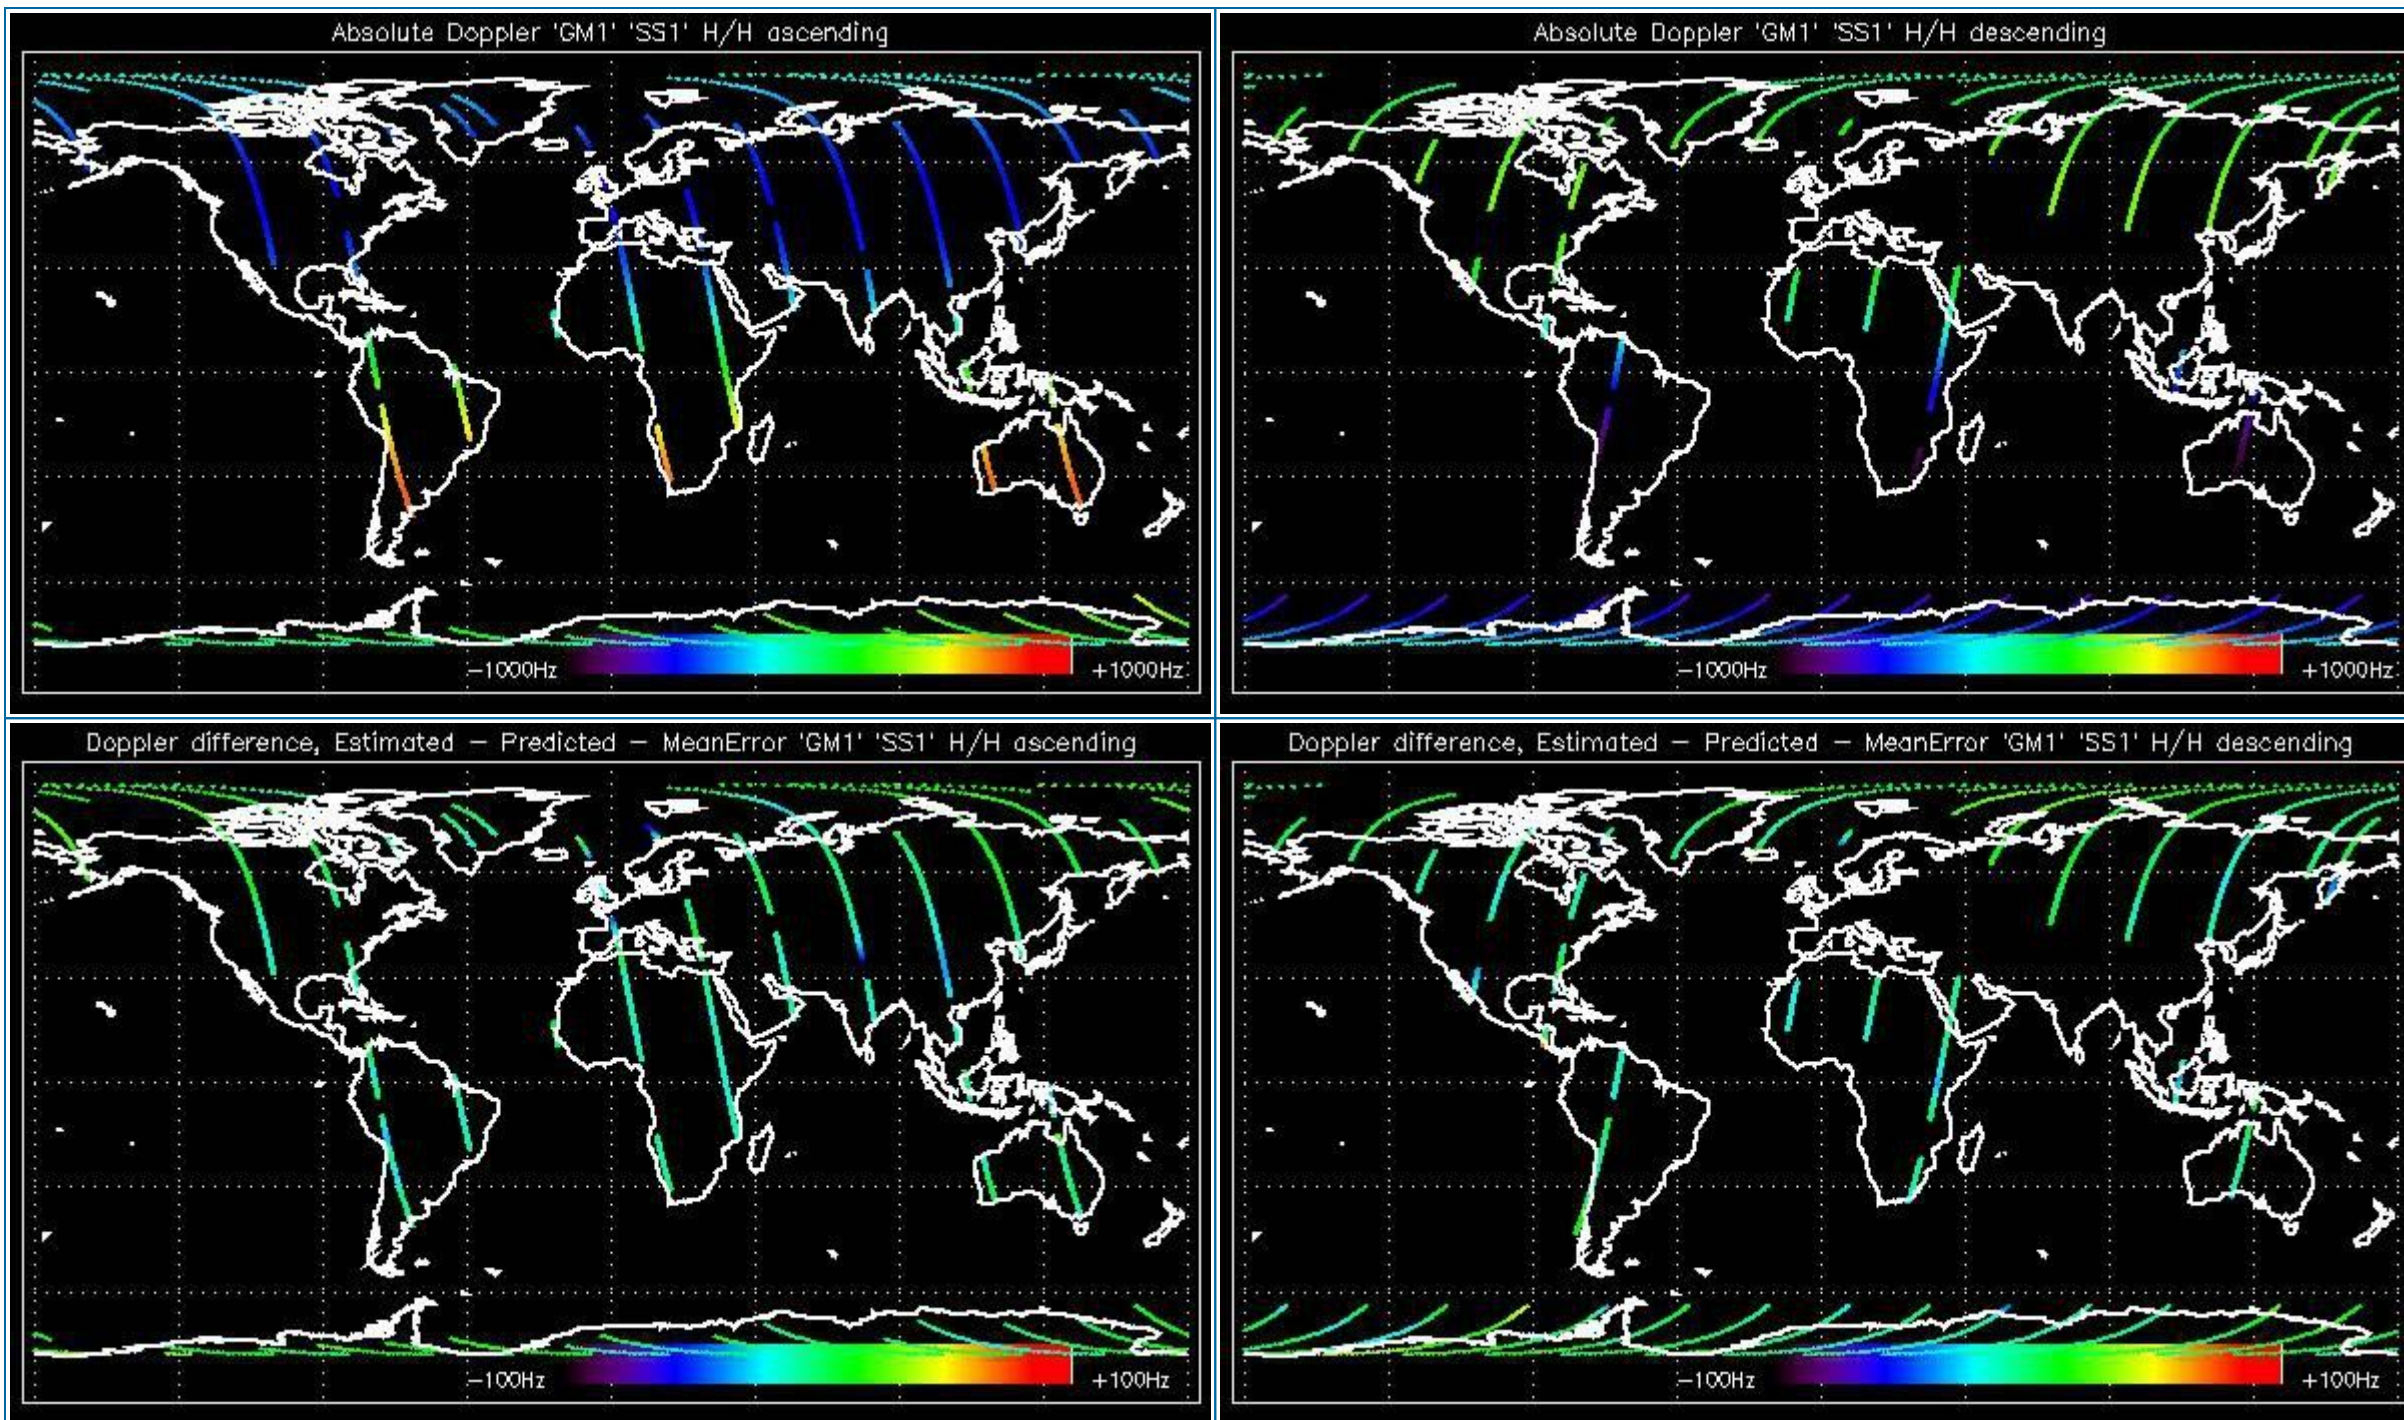 Absolute Doppler 'GM1' 'SS1' H/H ascending
−1000Hz
+1000Hz
Absolute Doppler 'GM1' 'SS1' H/H descending
−1000Hz
+1000Hz
Doppler difference, Estimated − Predicted − MeanError 'GM1' 'SS1' H/H ascending
−100Hz
+100Hz
Doppler difference, Estimated − Predicted − MeanError 'GM1' 'SS1' H/H descending
−100Hz
+100Hz